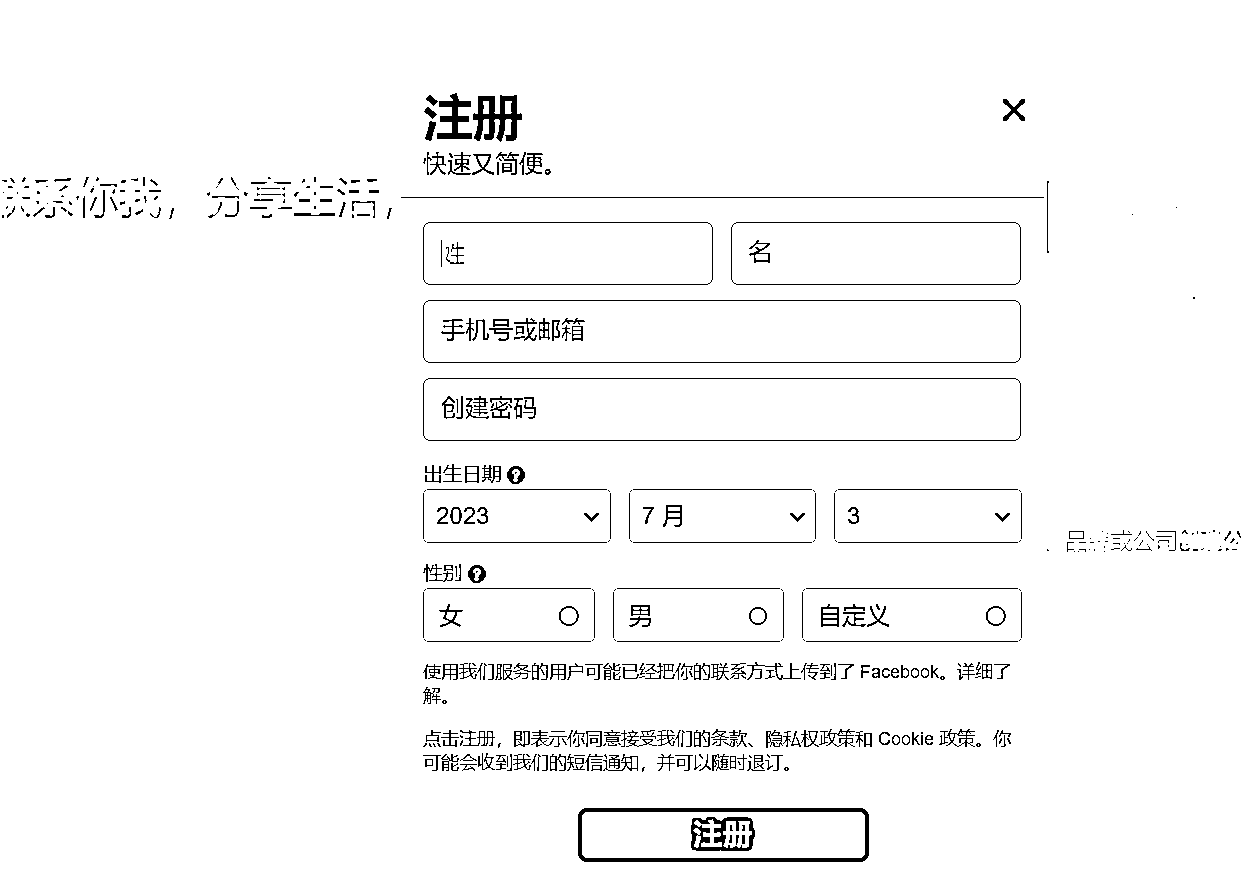 注册
快速又简便。
联系你我，分享生活，
姓
名
手机号或邮箱
创建密码
出生日期
2023
7 月
3
品牌或公司创建公
性别
女
男
自定义
使用我们服务的用户可能已经把你的联系方式上传到了 Facebook。详细了
解。
点击注册，即表示你同意接受我们的条款、隐私权政策和 Cookie 政策。你
可能会收到我们的短信通知，并可以随时退订。
注册